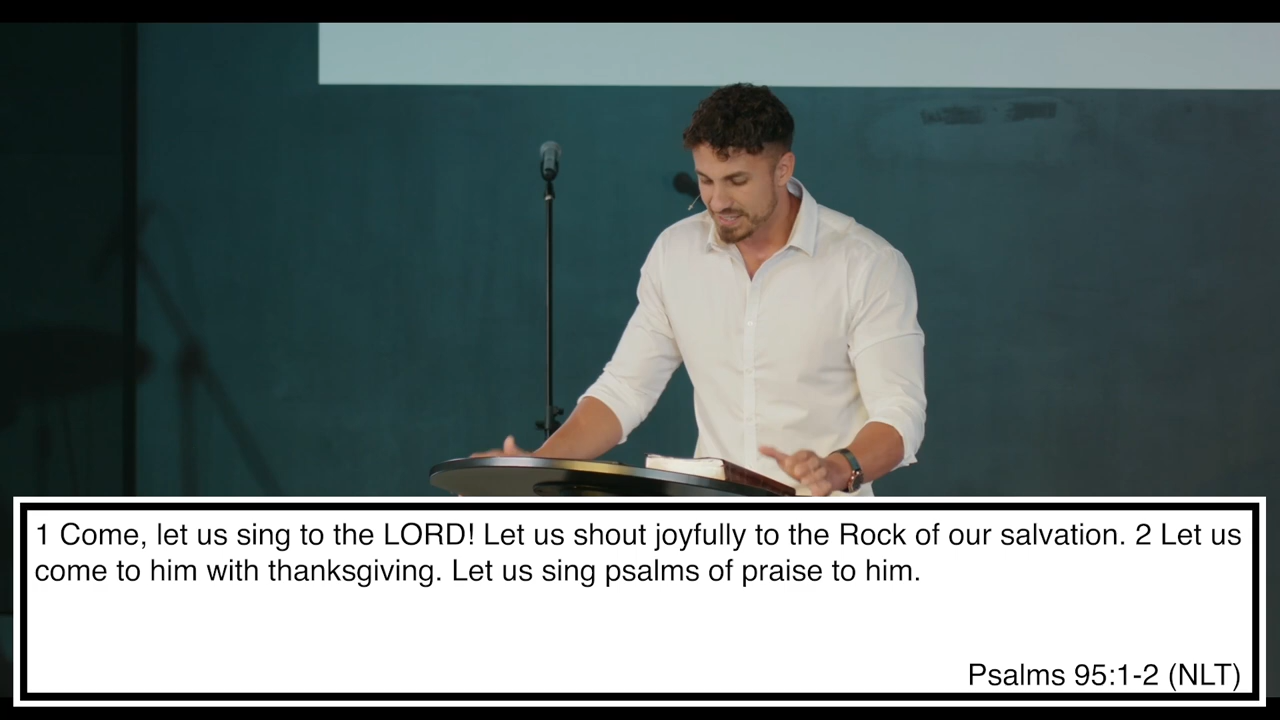 1 Come, let us sing to the LORD! Let us shout joyfully to the Rock of our salvation. 2 Let us
come to him with thanksgiving. Let us sing psalms of praise to him.
Psalms 95:1-2 (NLT)